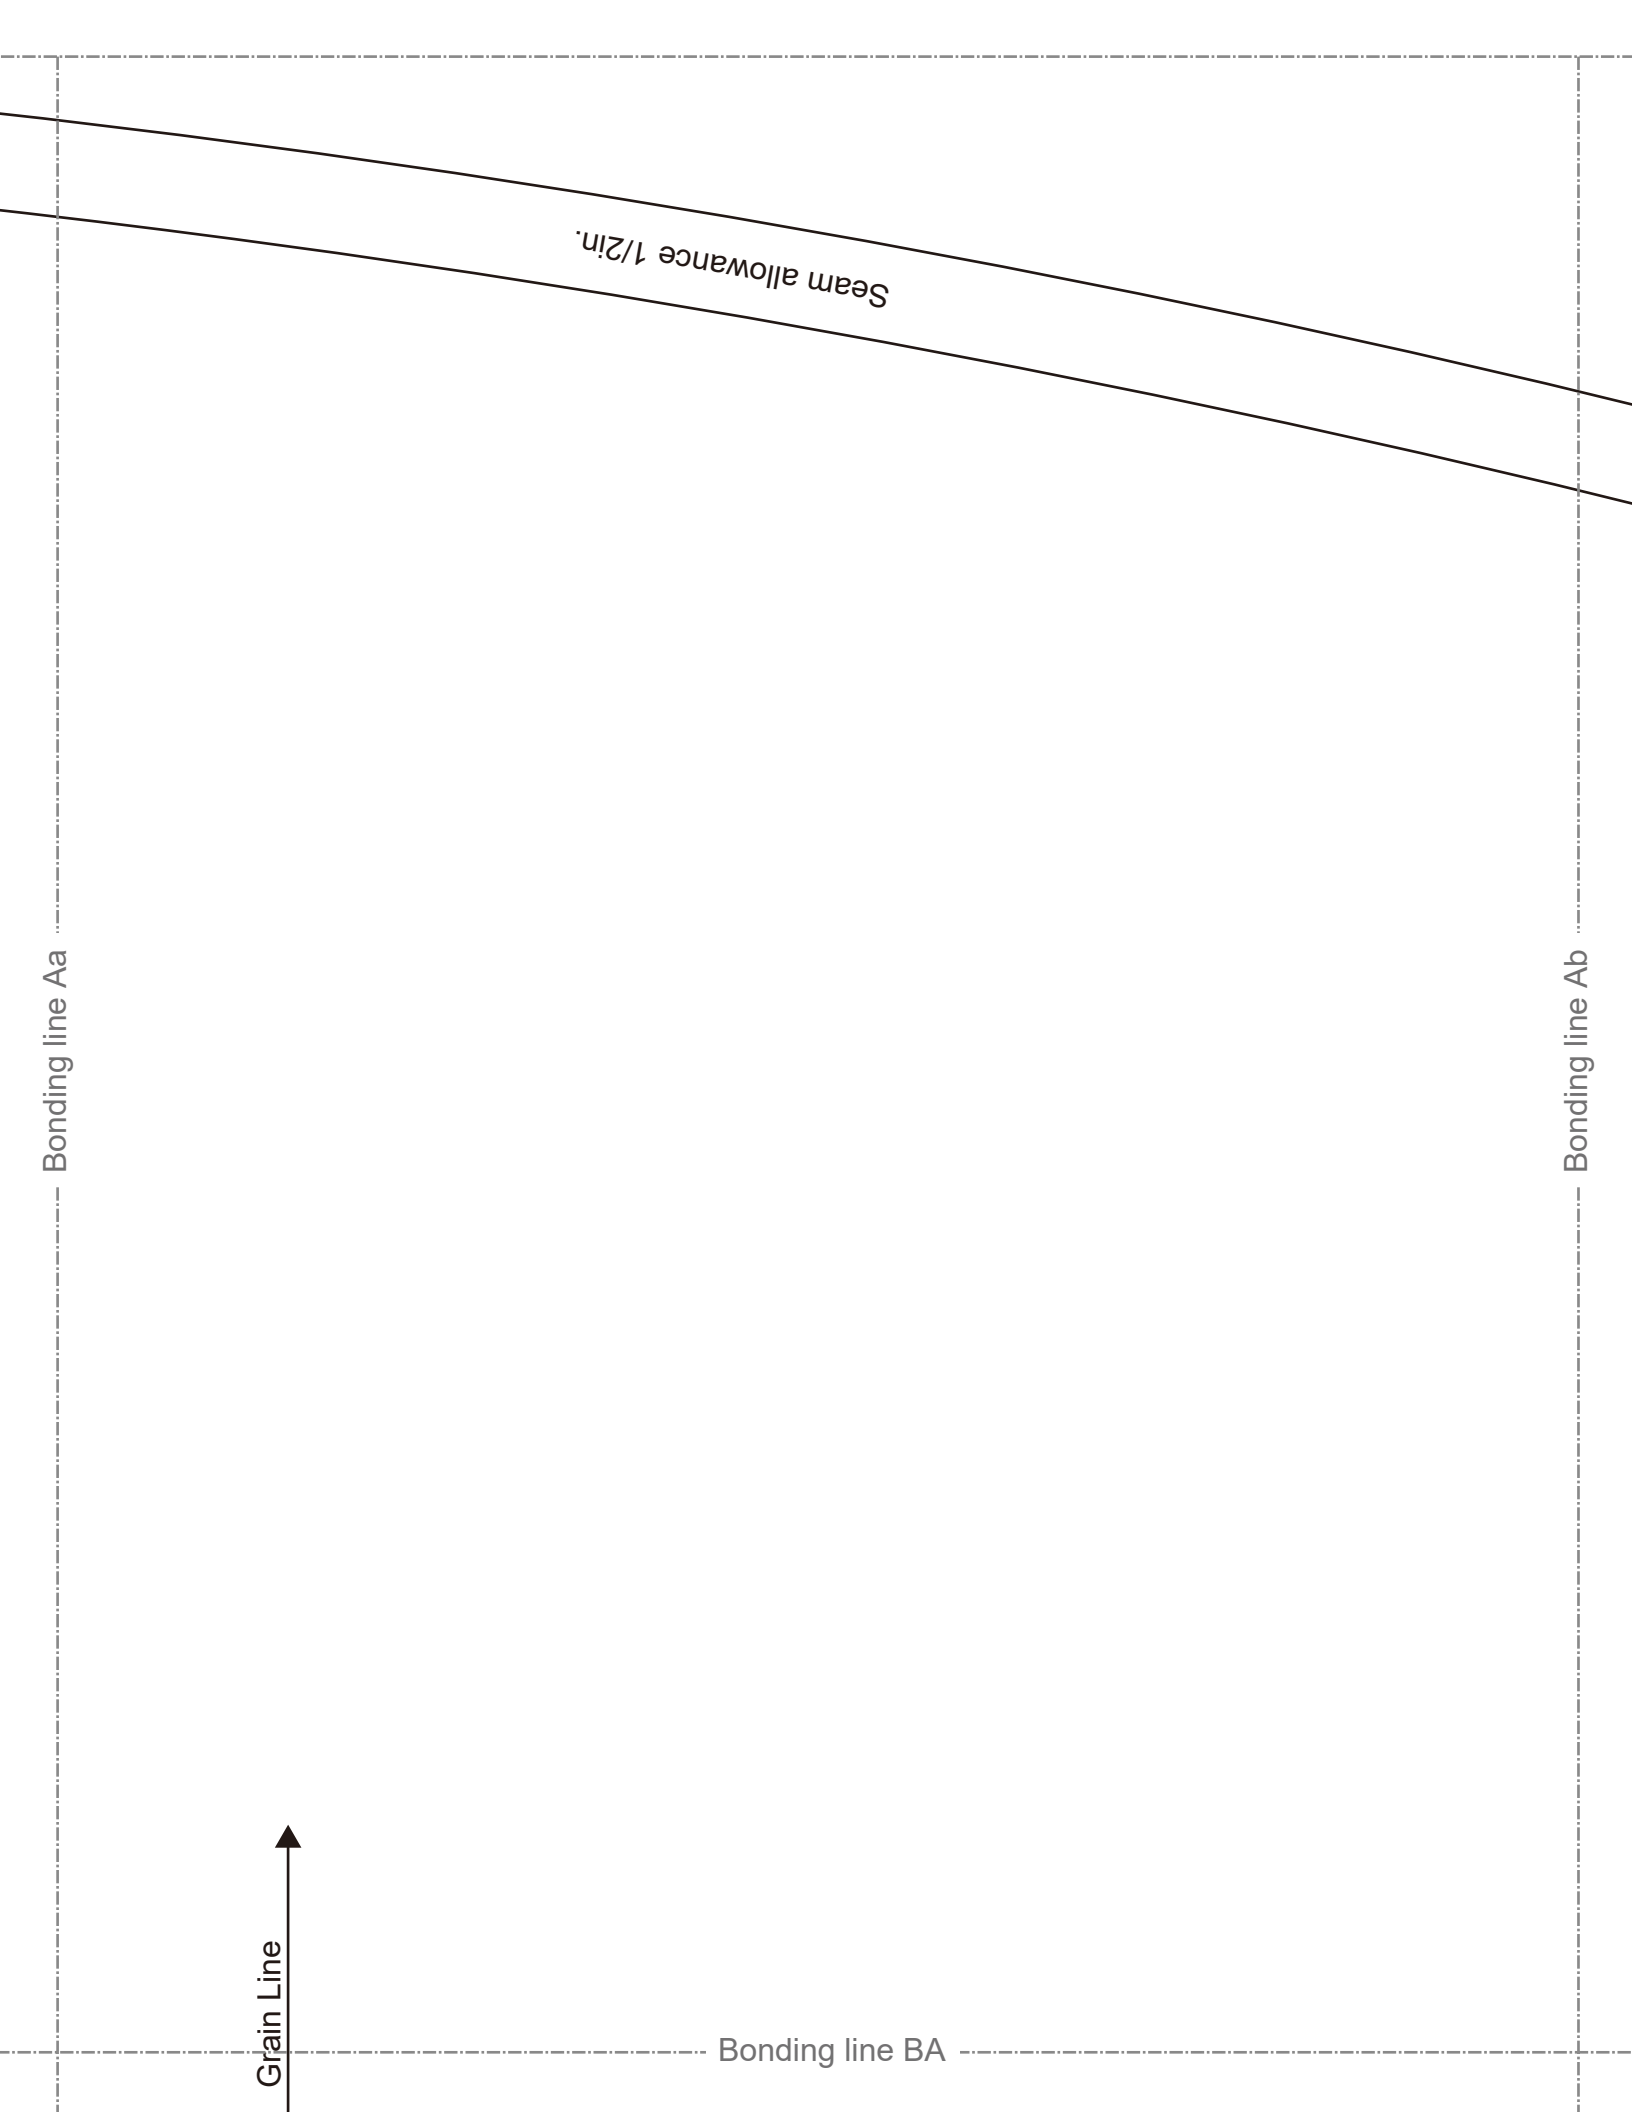 Seam allowance 1/2in.
Bonding line Aa
Bonding line Ab
Grain Line
Bonding line BA